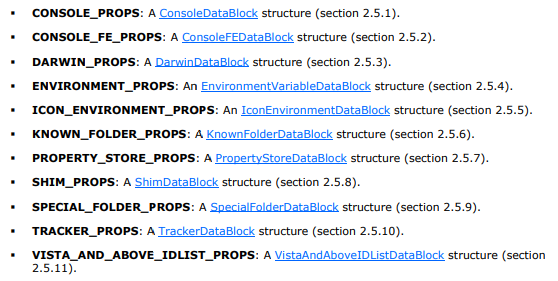 ▪ CONSOLE_PROPS: A ConsoleDataBlock structure (section 2.5.1).
▪ CONSOLE_FE_PROPS: A ConsoleFEDataBlock structure (section 2.5.2).
▪ DARWIN_PROPS: A DarwinDataBlock structure (section 2.5.3).
▪ ENVIRONMENT_PROPS: An EnvironmentVariableDataBlock structure (section 2.5.4).
▪ ICON_ENVIRONMENT_PROPS: An IconEnvironmentDataBlock structure (section 2.5.5).
▪ KNOWN_FOLDER_PROPS: A KnownFolderDataBlock structure (section 2.5.6).
▪ PROPERTY_STORE_PROPS: A PropertyStoreDataBlock structure (section 2.5.7).
▪ SHIM_PROPS: A ShimDataBlock structure (section 2.5.8).
▪ SPECIAL_FOLDER_PROPS: A SpecialFolderDataBlock structure (section 2.5.9).
▪ TRACKER_PROPS: A TrackerDataBlock structure (section 2.5.10).
▪ VISTA_AND_ABOVE_IDLIST_PROPS: A VistaAndAboveIDListDataBlock structure (section
2.5.11).